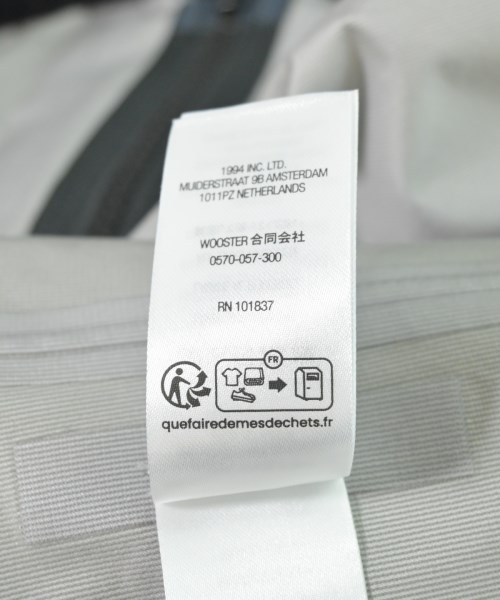 1994 INC. LTD.
MUIDERSTRAAT 9B AMSTERDAM
1011PZ NETHERLANDS
WOOSTER 合同会社
0570-057-300
RN 101837
FR
quefairedemesdechets.fr